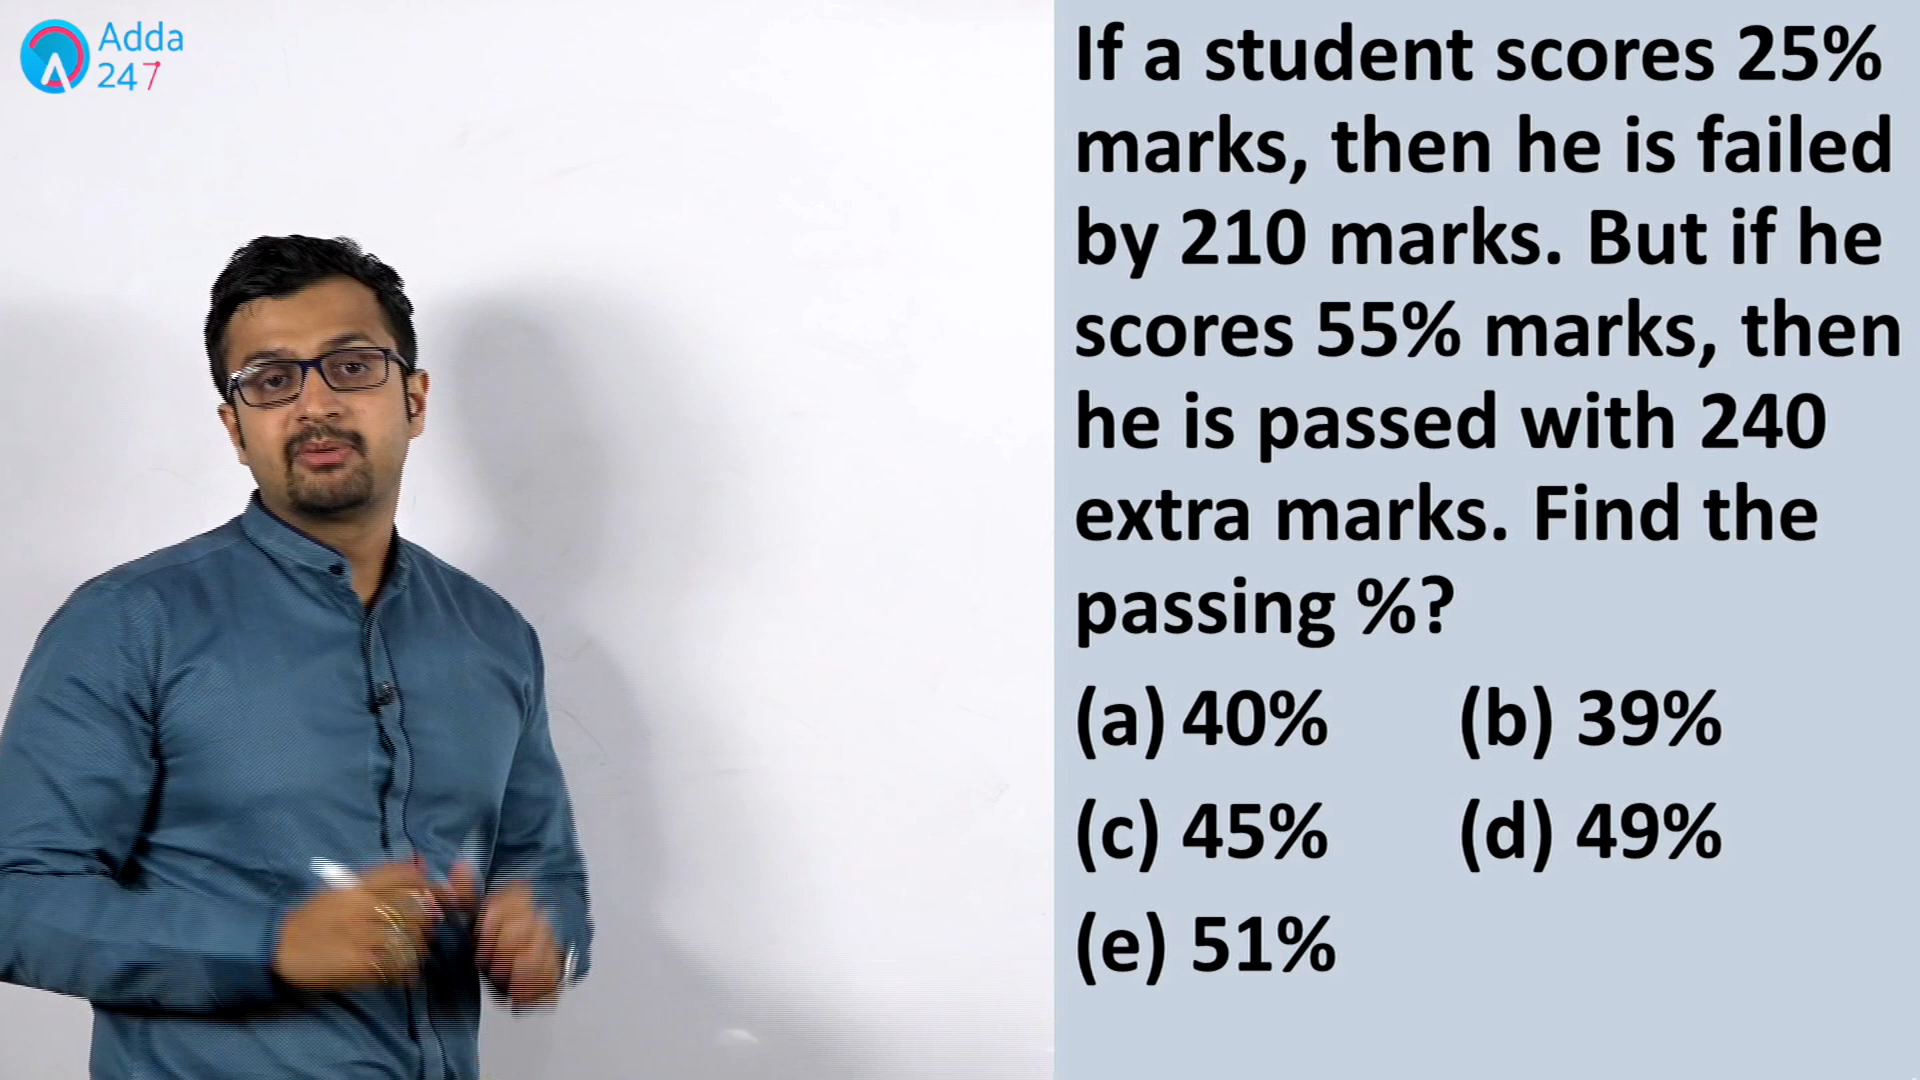 Adda
247
If a student scores 25%
marks, then he is failed
by 210 marks. But if he
scores 55% marks, then
he is passed with 240
extra marks. Find the
passing %?
(a) 40% (b) 39%
(c) 45% (d) 49%
(e) 51%